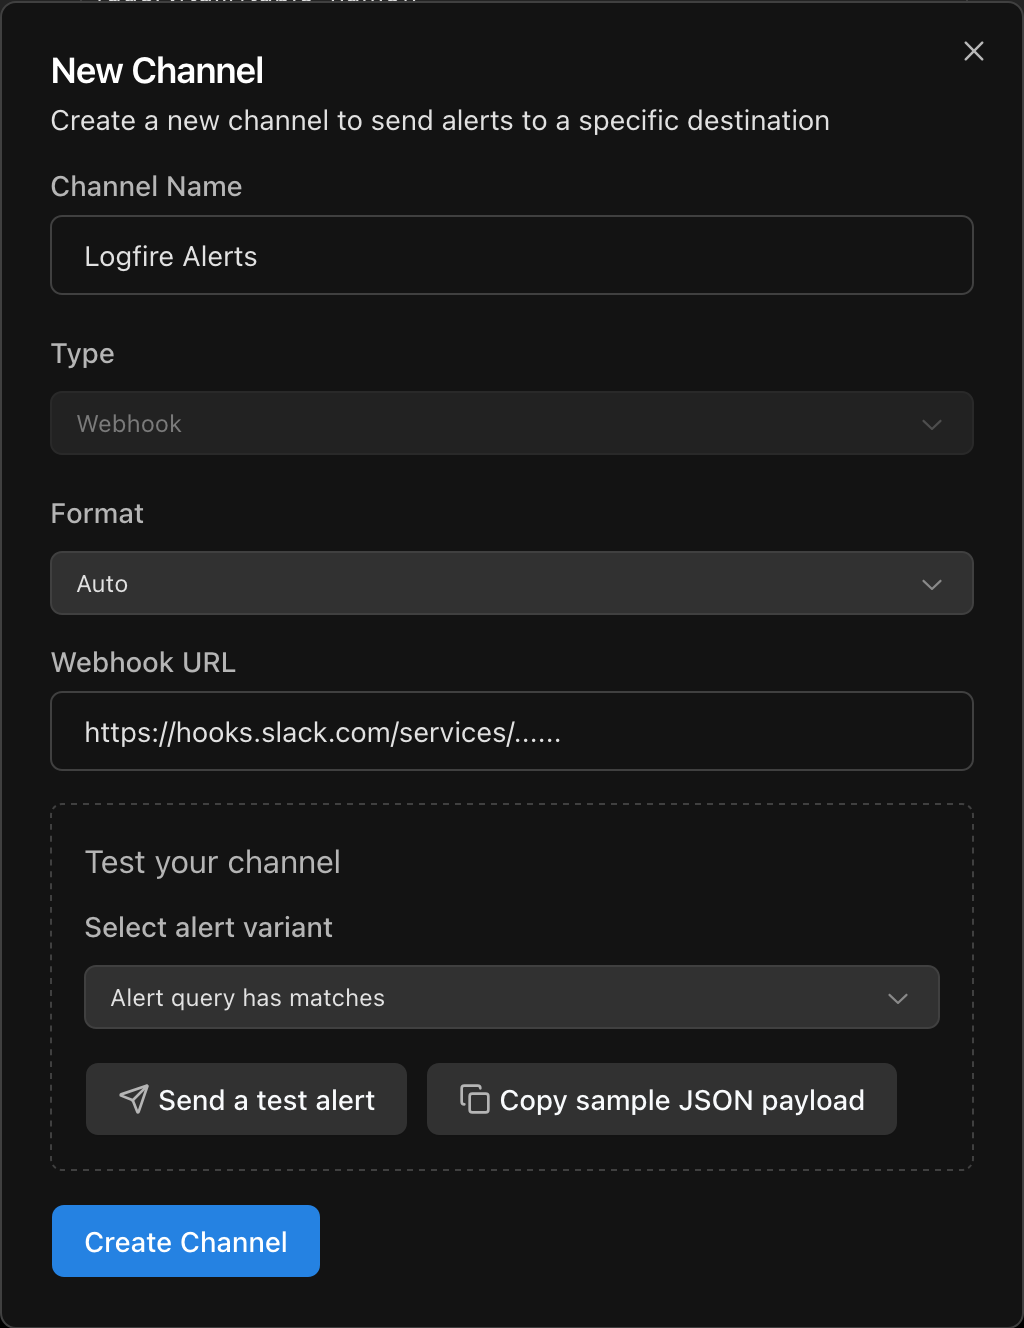 New Channel
Create a new channel to send alerts to a specific destination
Channel Name
Logfire Alerts
Type
Webhook
Format
Auto
Webhook URL
https://hooks.slack.com/services/......
Test your channel
Select alert variant
Alert query has matches
Send a test alert
Copy sample JSON payload
Create Channel